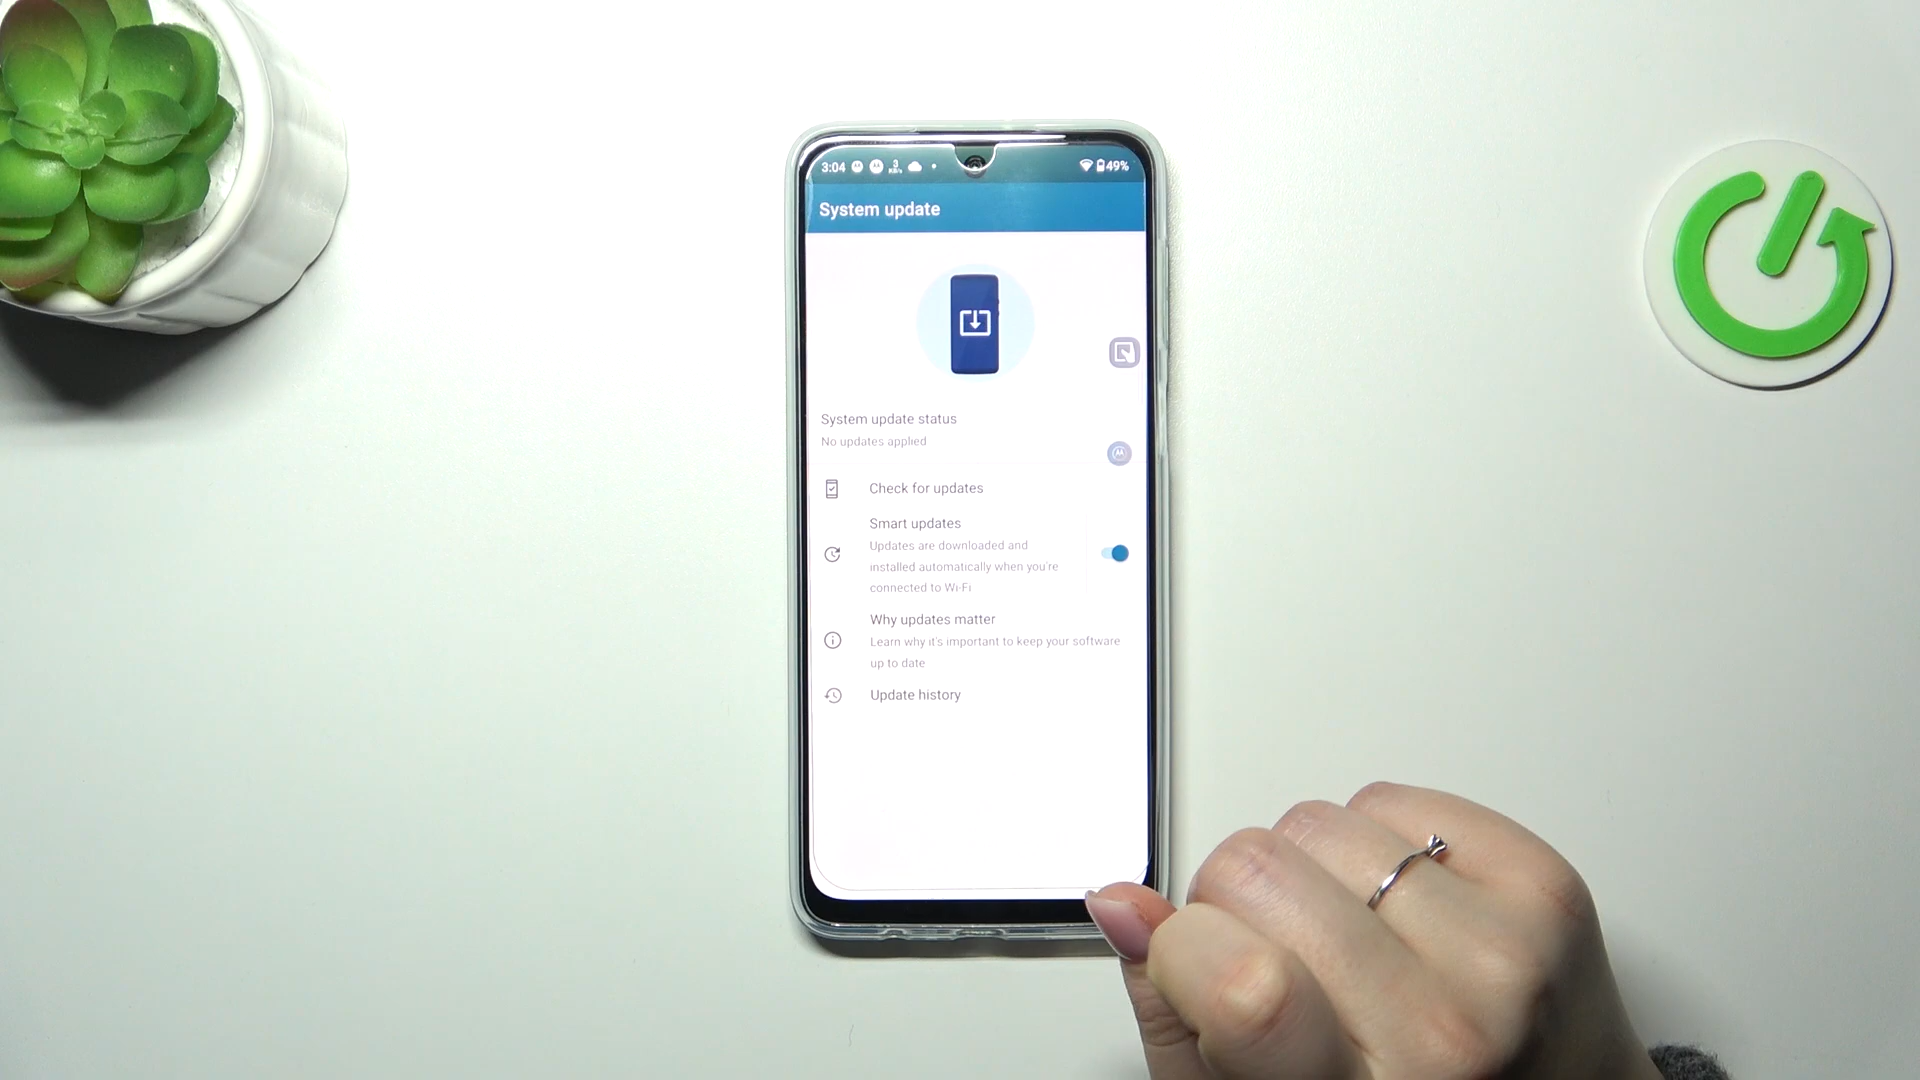 3:04 3 KB/s 49%
System update
System update status
No updates applied
Check for updates
Smart updates
Updates are downloaded and
installed automatically when you're
connected to Wi-Fi
Why updates matter
Learn why it's important to keep your software
up to date
Update history